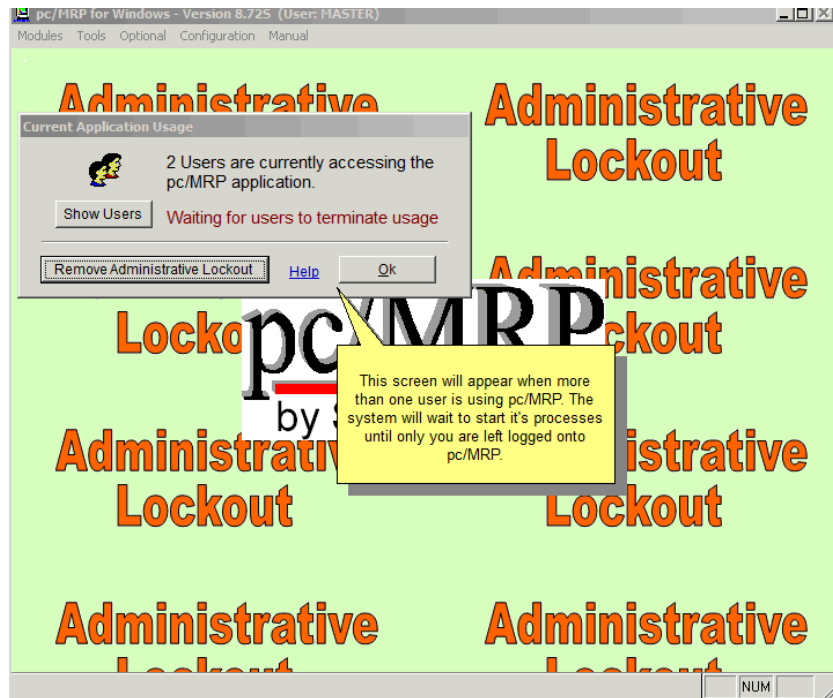 pc/MRP for Windows - Version 8.72S (User: MASTER)
Modules Tools Optional Configuration Manual
Administrative
Administrative
Lockout
Current Application Usage
2 Users are currently accessing the
pc/MRP application.
Show Users
Waiting for users to terminate usage
Remove Administrative Lockout
Help
Ok
Administrative
Lockout
pc/MRP
by
This screen will appear when more
than one user is using pc/MRP. The
system will wait to start it's processes
until only you are left logged onto
pc/MRP.
Administrative
Lockout
Lockout
Administrative
Administrative
Lockout
Lockout
NUM